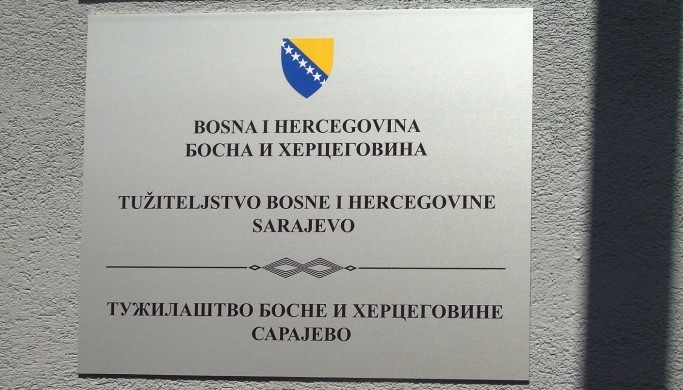 BOSNA I HERCEGOVINA
БОСНА И ХЕРЦЕГОВИНА
TUŽITELJSTVO BOSNE I HERCEGOVINE
SARAJEVO
ТУЖИЛАШТВО БОСНЕ И ХЕРЦЕГОВИНЕ
САРАЈЕВО